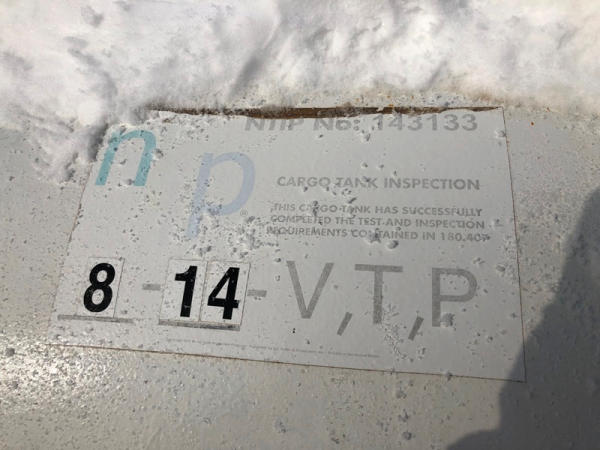 NHP No: 143133
np
CARGO TANK INSPECTION
THIS CARGO TANK HAS SUCCESSFULLY
COMPLETED THE TEST AND INSPECTION
REQUIREMENTS CONTAINED IN 180.407
8 - 14 - V,T,P